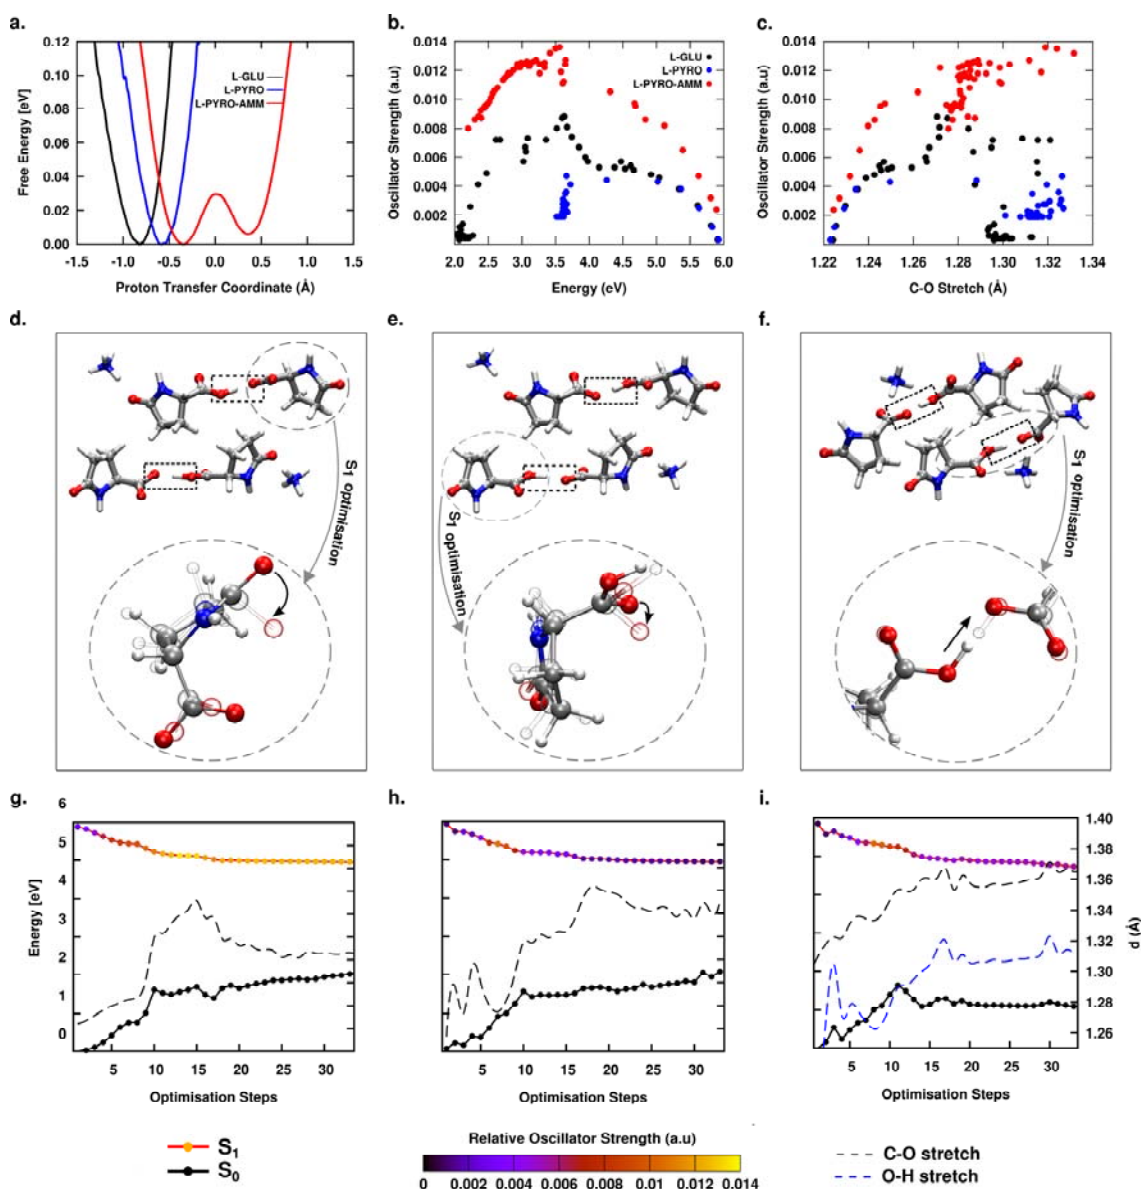 a.
0.12
0.10
0.08
0.06
0.04
0.02
0.00
Free Energy [eV]
L-GLU
L-PYRO
L-PYRO-AMM
-1.5 -1.0 -0.5 0.0 0.5 1.0 1.5
Proton Transfer Coordinate (Å)
b.
0.014
0.012
0.010
0.008
0.006
0.004
0.002
Oscillator Strength (a.u)
L-GLU
L-PYRO
L-PYRO-AMM
2.0 2.5 3.0 3.5 4.0 4.5 5.0 5.5 6.0
Energy (eV)
c.
0.014
0.012
0.010
0.008
0.006
0.004
0.002
Oscillator Strength (a.u)
1.22 1.24 1.26 1.28 1.30 1.32 1.34
C-O Stretch (Å)
d.
S1 optimisation
e.
S1 optimisation
f.
S1 optimisation
g.
6
5
4
3
2
1
0
Energy [eV]
5 10 15 20 25 30
Optimisation Steps
h.
5 10 15 20 25 30
Optimisation Steps
i.
1.40
1.38
1.36
1.34
1.32
1.30
1.28
1.26
d (Å)
5 10 15 20 25 30
Optimisation Steps
S1
S0
Relative Oscillator Strength (a.u)
0 0.002 0.004 0.006 0.008 0.010 0.012 0.014
C-O stretch
O-H stretch